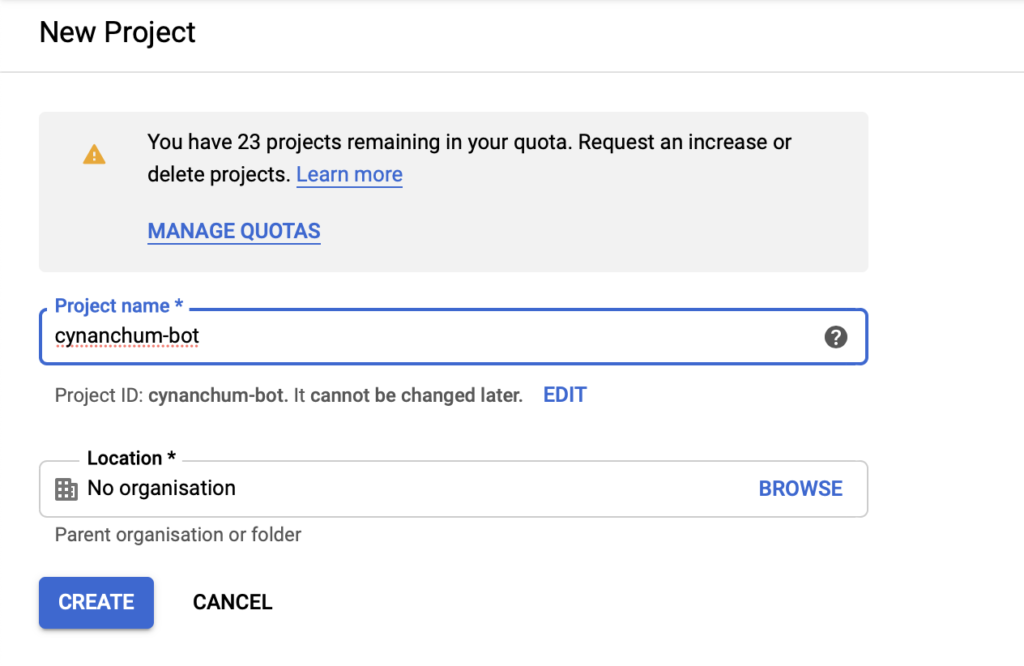 New Project
You have 23 projects remaining in your quota. Request an increase or
delete projects. Learn more
MANAGE QUOTAS
Project name *
cynanchum-bot
Project ID: cynanchum-bot. It cannot be changed later. EDIT
Location *
No organisation BROWSE
Parent organisation or folder
CREATE CANCEL